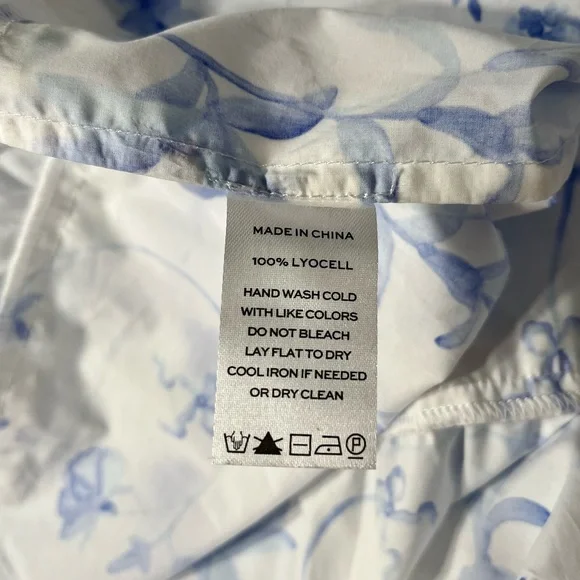 MADE IN CHINA
100% LYOCELL
HAND WASH COLD
WITH LIKE COLORS
DO NOT BLEACH
LAY FLAT TO DRY
COOL IRON IF NEEDED
OR DRY CLEAN